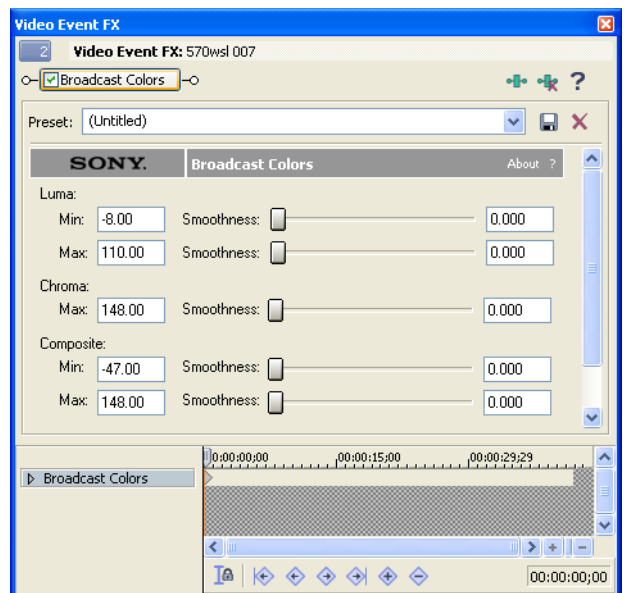 Video Event FX
2 Video Event FX: 570wsl 007
Broadcast Colors ?
Preset: (Untitled)
SONY. Broadcast Colors About ?
Luma:
Min: -8.00 Smoothness: 0.000
Max: 110.00 Smoothness: 0.000
Chroma:
Max: 148.00 Smoothness: 0.000
Composite:
Min: -47.00 Smoothness: 0.000
Max: 148.00 Smoothness: 0.000
0:00:00;00 00:00:15;00 00:00:29;29
Broadcast Colors
00:00:00;00